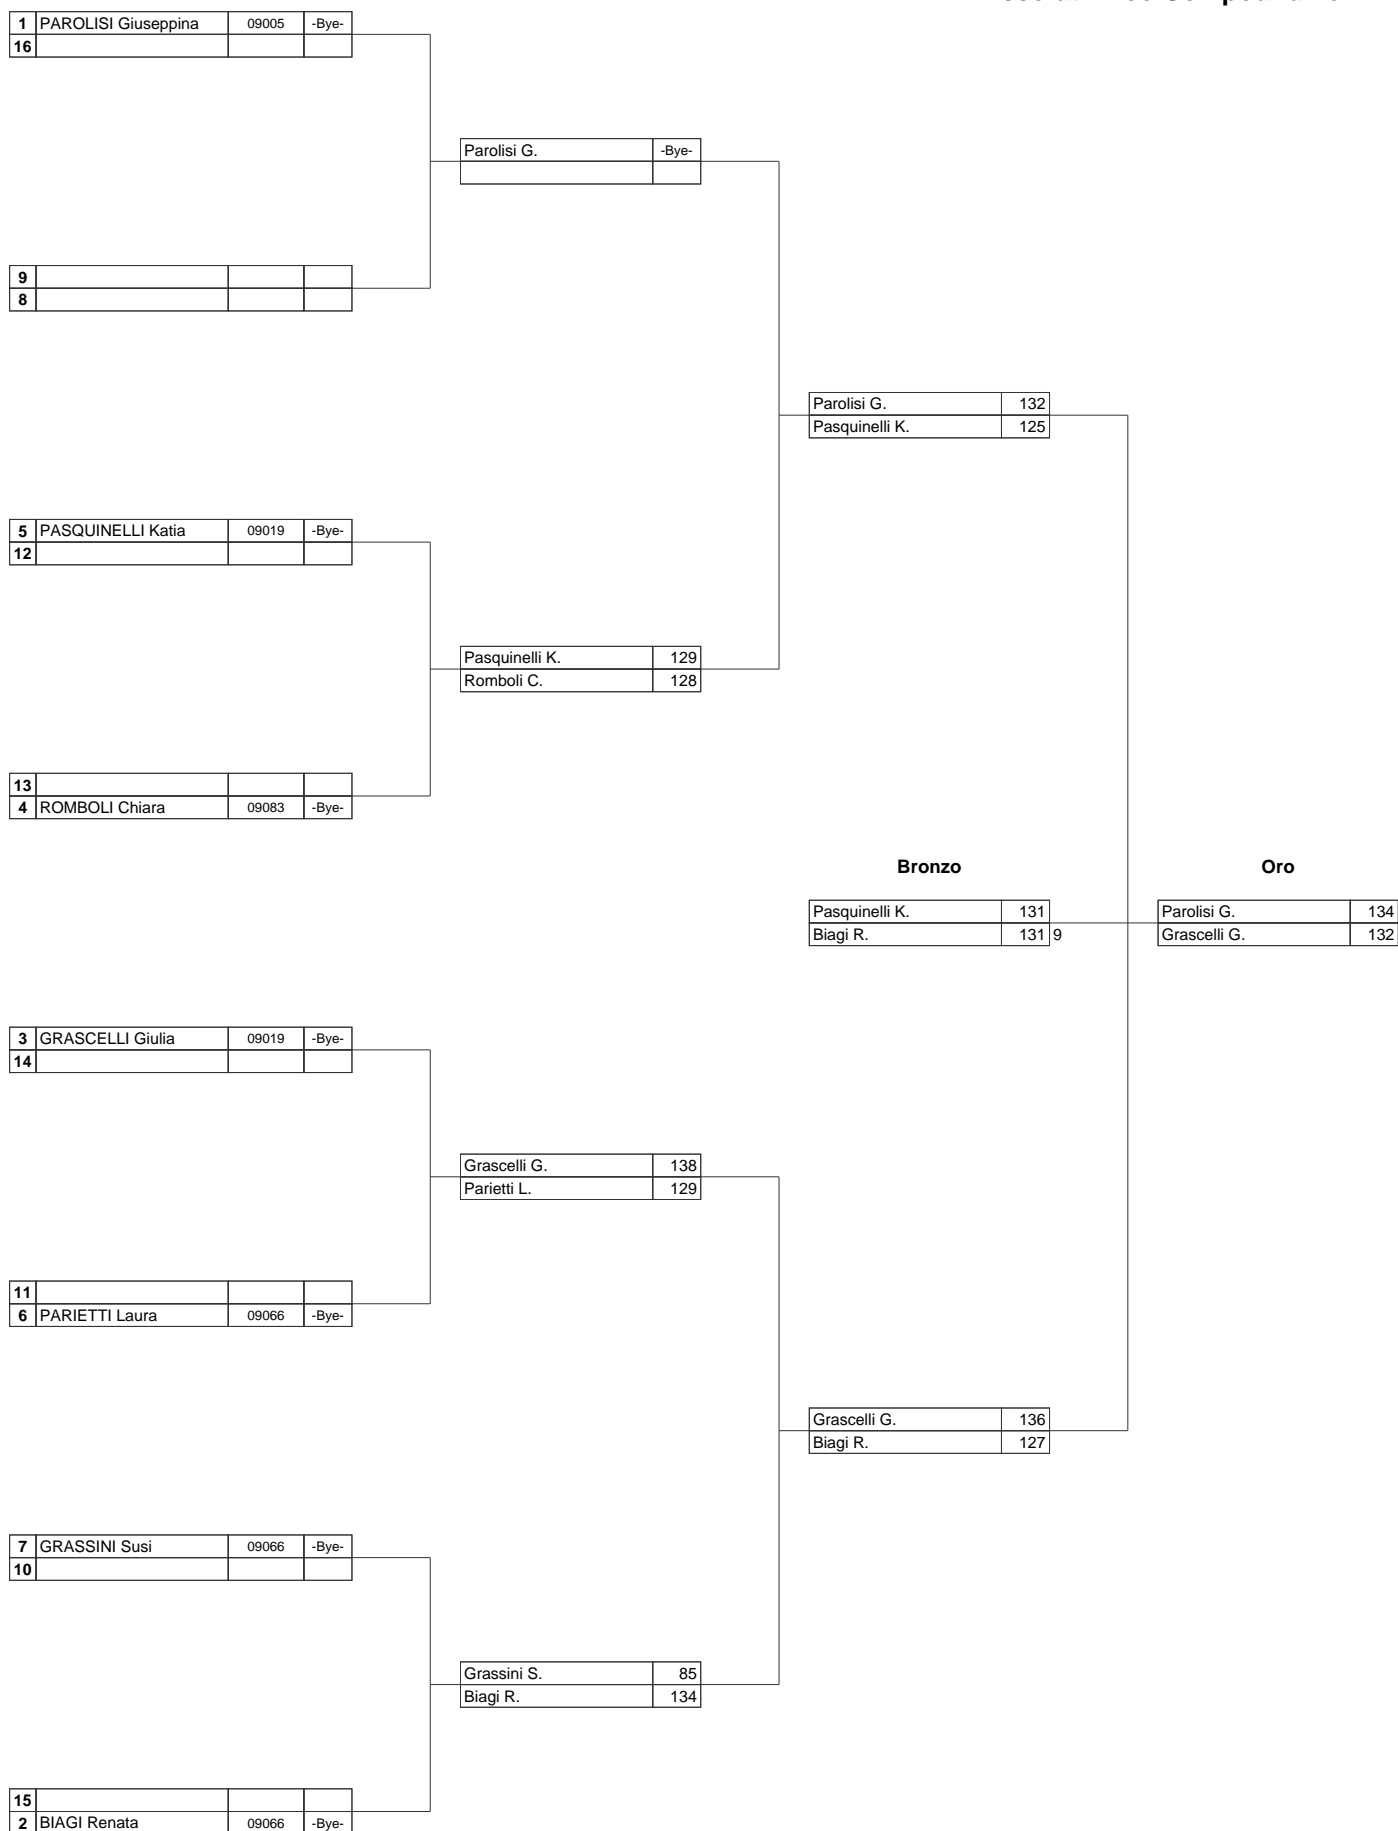 1 PAROLISI Giuseppina 09005 -Bye-
16
Parolisi G. -Bye-
9
8
Parolisi G. 132
Pasquinelli K. 125
5 PASQUINELLI Katia 09019 -Bye-
12
Pasquinelli K. 129
Romboli C. 128
13
4 ROMBOLI Chiara 09083 -Bye-
Bronzo Oro
Pasquinelli K. 131 Parolisi G. 134
Biagi R. 131 9 Grascelli G. 132
3 GRASCELLI Giulia 09019 -Bye-
14
Grascelli G. 138
Parietti L. 129
11
6 PARIETTI Laura 09066 -Bye-
Grascelli G. 136
Biagi R. 127
7 GRASSINI Susi 09066 -Bye-
10
Grassini S. 85
Biagi R. 134
15
2 BIAGI Renata 09066 -Bye-